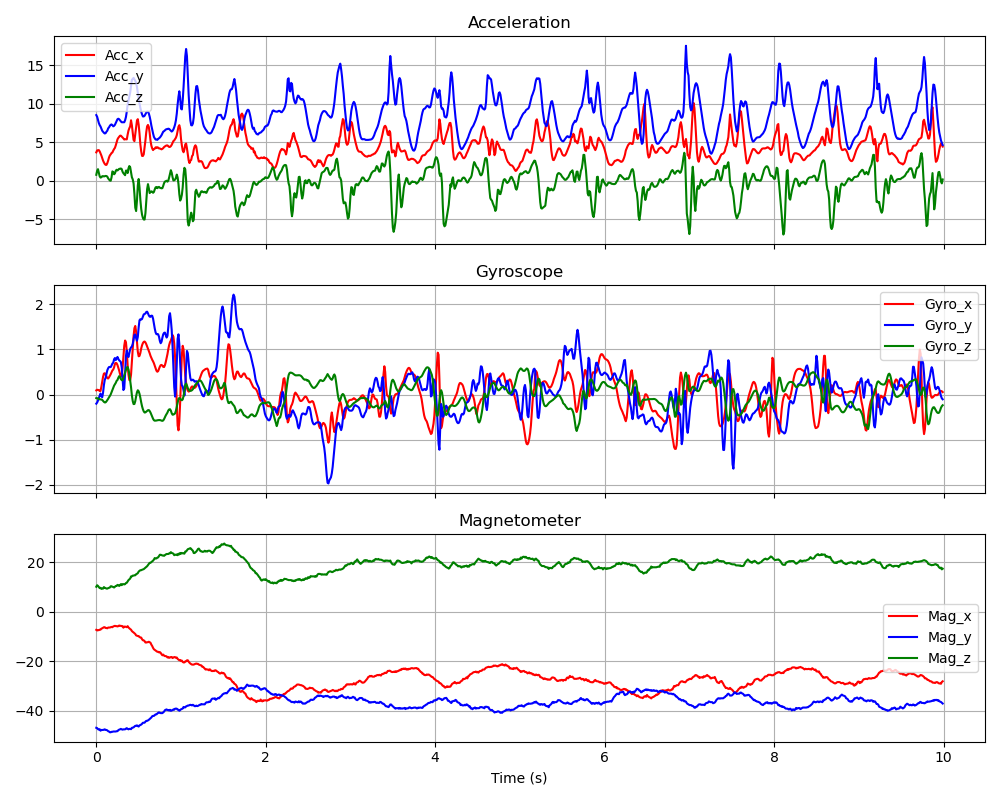 Acceleration
Acc_x
Acc_y
Acc_z
15
10
5
0
−5
Gyroscope
Gyro_x
Gyro_y
Gyro_z
2
1
0
−1
−2
Magnetometer
Mag_x
Mag_y
Mag_z
20
0
−20
−40
0 2 4 6 8 10
Time (s)